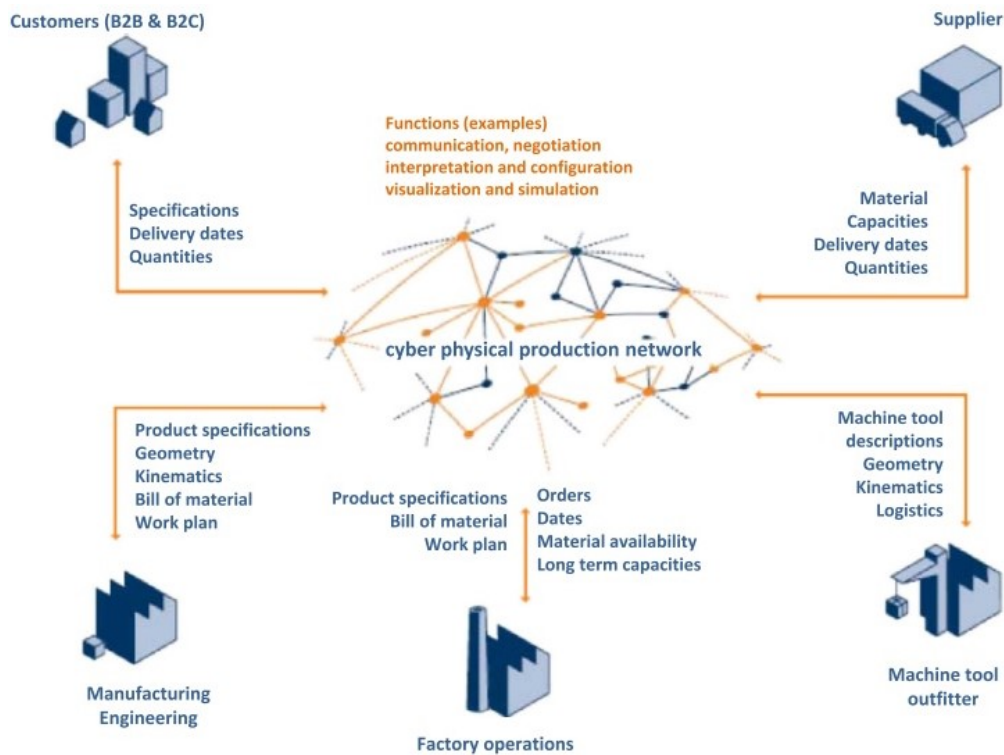 Customers (B2B & B2C)
Supplier
Functions (examples)
communication, negotiation
interpretation and configuration
visualization and simulation
Specifications
Delivery dates
Quantities
Material
Capacities
Delivery dates
Quantities
cyber physical production network
Product specifications
Geometry
Kinematics
Bill of material
Work plan
Product specifications
Bill of material
Work plan
Orders
Dates
Material availability
Long term capacities
Machine tool
descriptions
Geometry
Kinematics
Logistics
Manufacturing
Engineering
Factory operations
Machine tool
outfitter